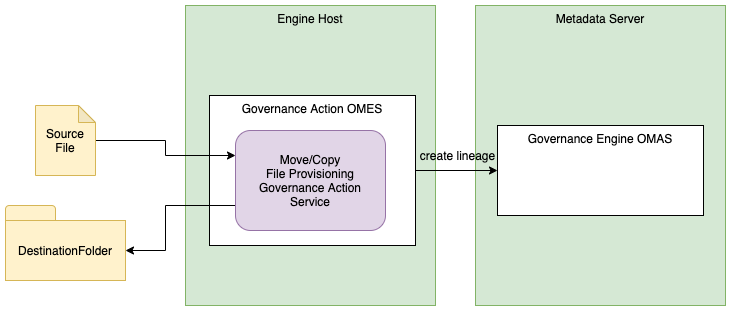 Engine Host
Metadata Server
Governance Action OMES
Source
File
Move/Copy
File Provisioning
Governance Action
Service
create lineage
Governance Engine OMAS
DestinationFolder